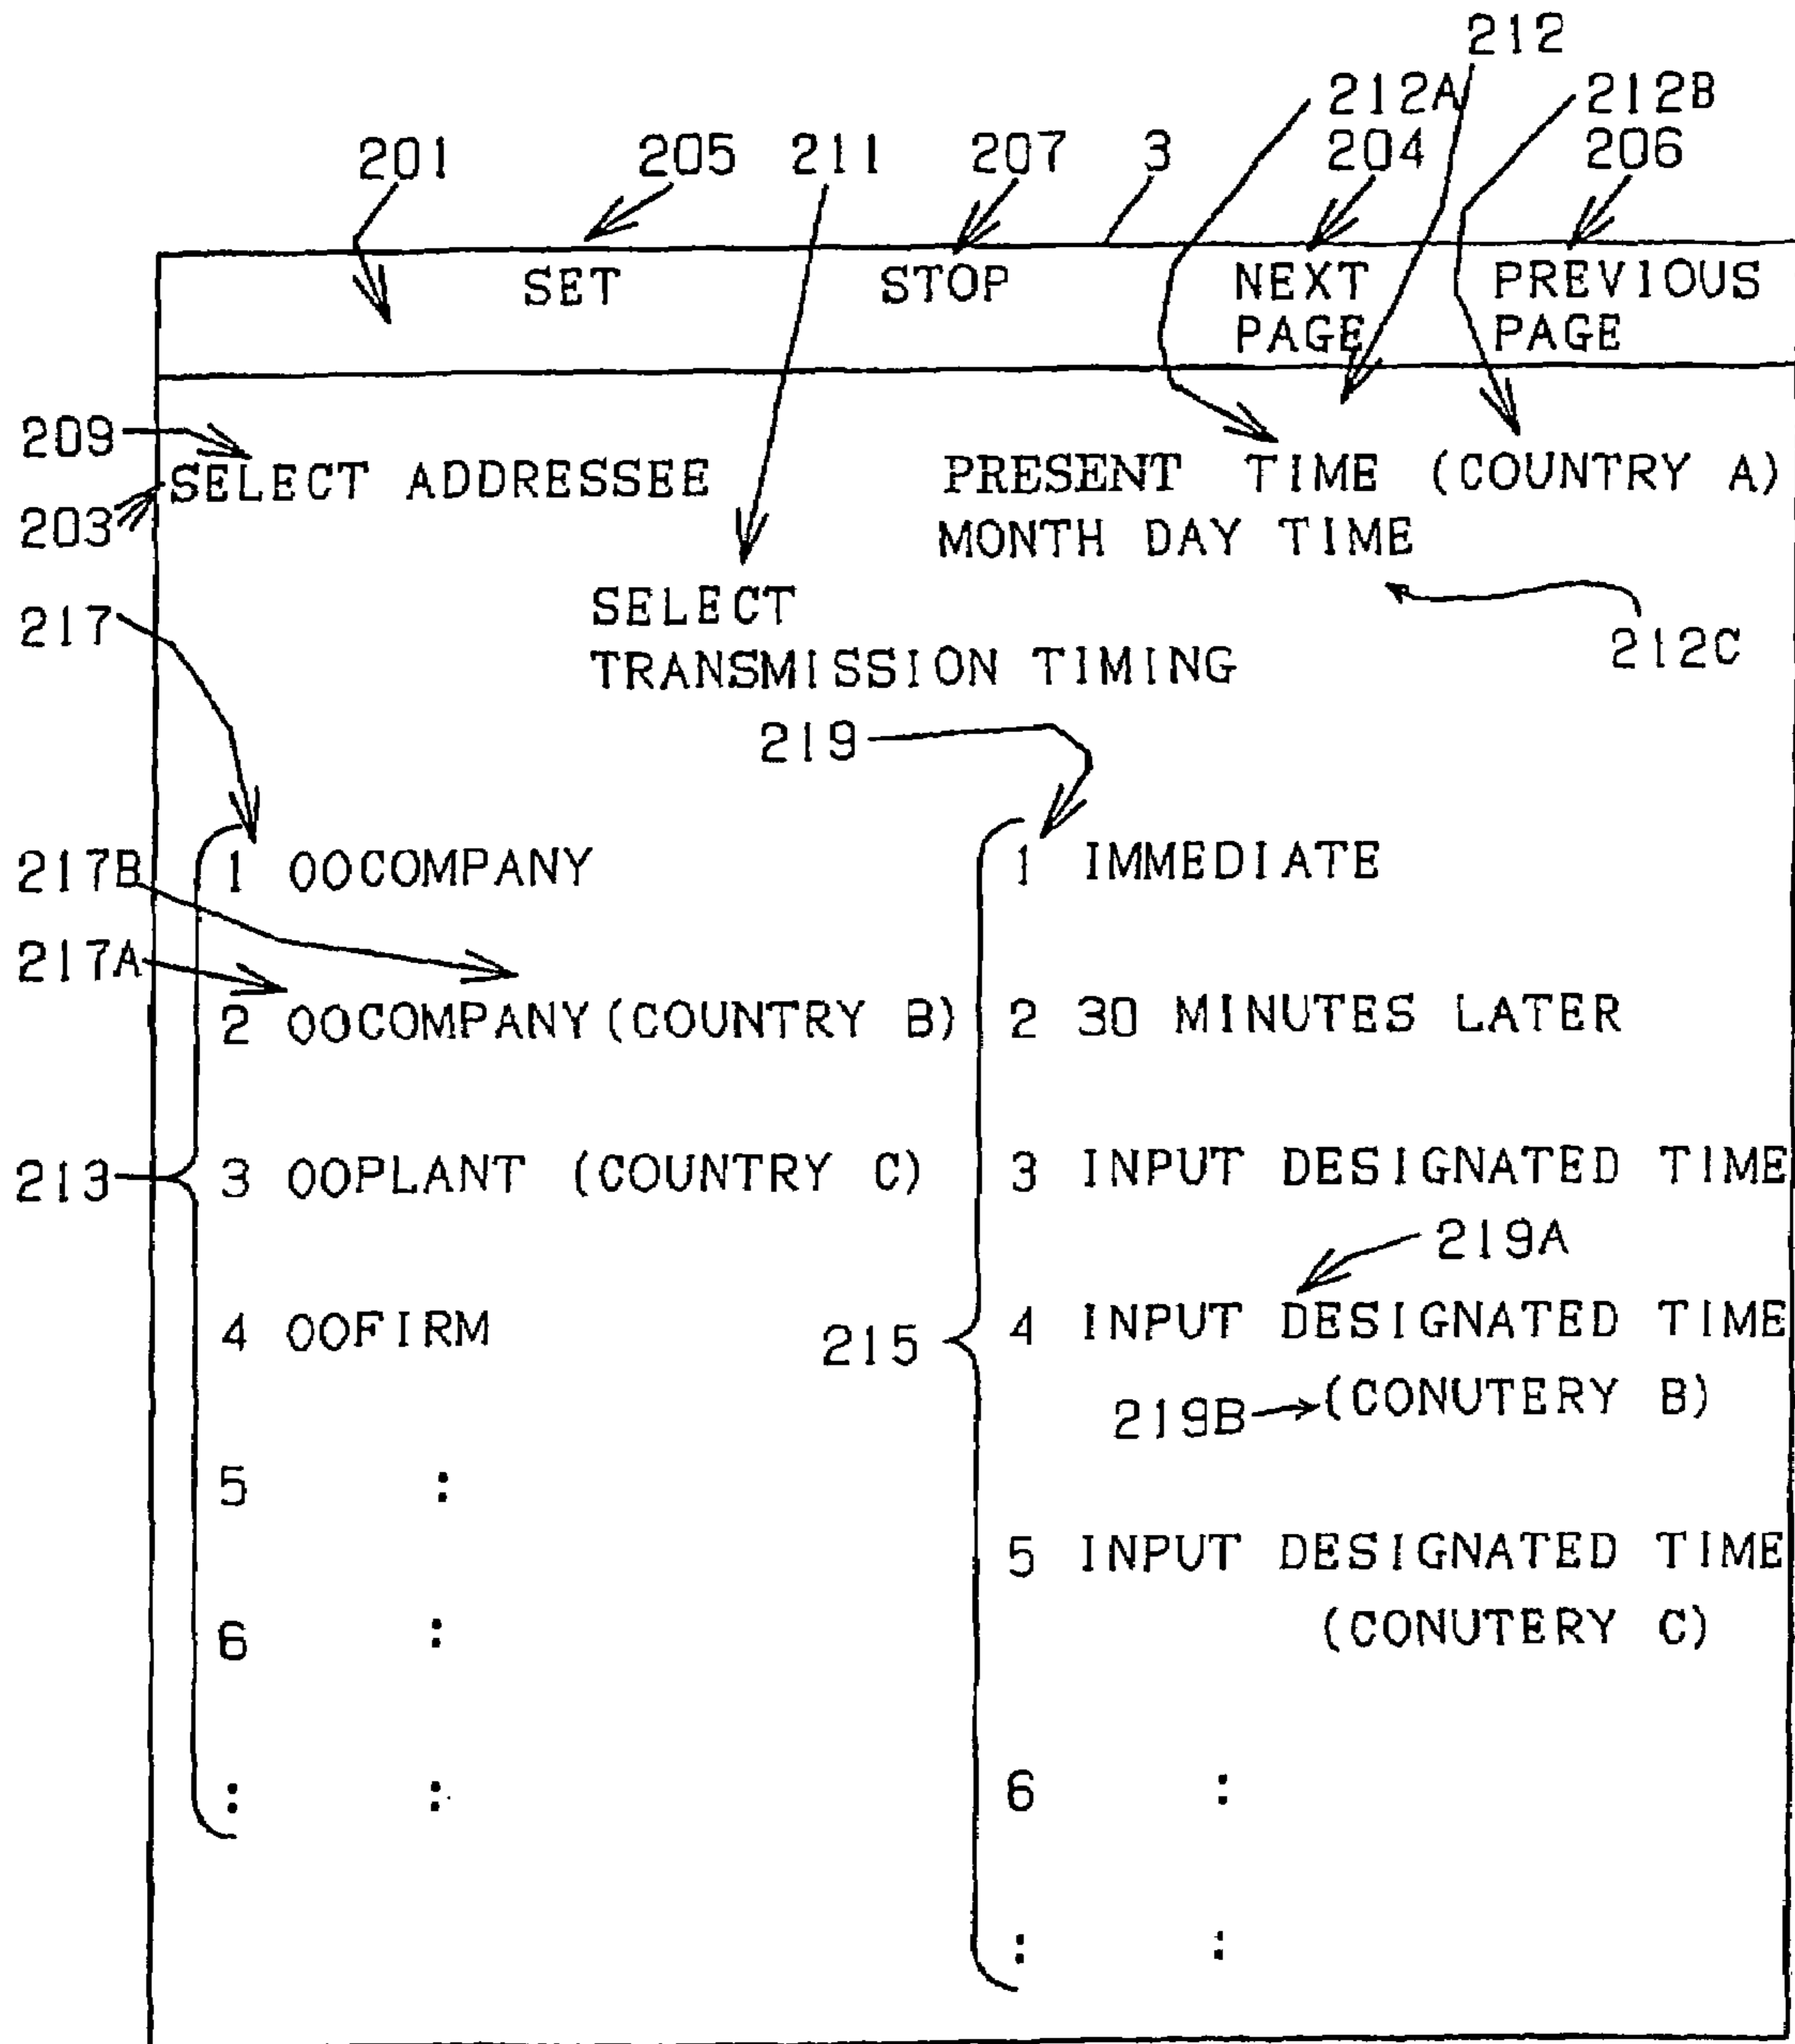 212
212A 212B
201 205 211 207 3 204 206
SET STOP NEXT PAGE PREVIOUS PAGE
209
SELECT ADDRESSEE
203
PRESENT TIME (COUNTRY A)
MONTH DAY TIME
212C
SELECT
TRANSMISSION TIMING
217
219
217B
217A
213
1 OOCOMPANY
2 OOCOMPANY (COUNTRY B)
3 OOPLANT (COUNTRY C)
4 OOFIRM
5 :
6 :
: :
215
1 IMMEDIATE
2 30 MINUTES LATER
3 INPUT DESIGNATED TIME
219A
4 INPUT DESIGNATED TIME
219B (CONUTERY B)
5 INPUT DESIGNATED TIME
(CONUTERY C)
6 :
: :